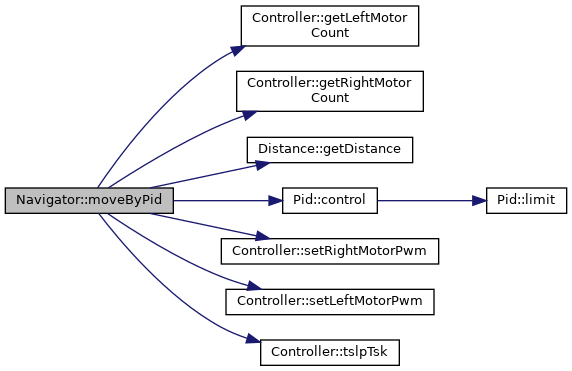 Controller::getLeftMotor
Count
Controller::getRightMotor
Count
Distance::getDistance
Navigator::moveByPid
Pid::control
Pid::limit
Controller::setRightMotorPwm
Controller::setLeftMotorPwm
Controller::tslpTsk